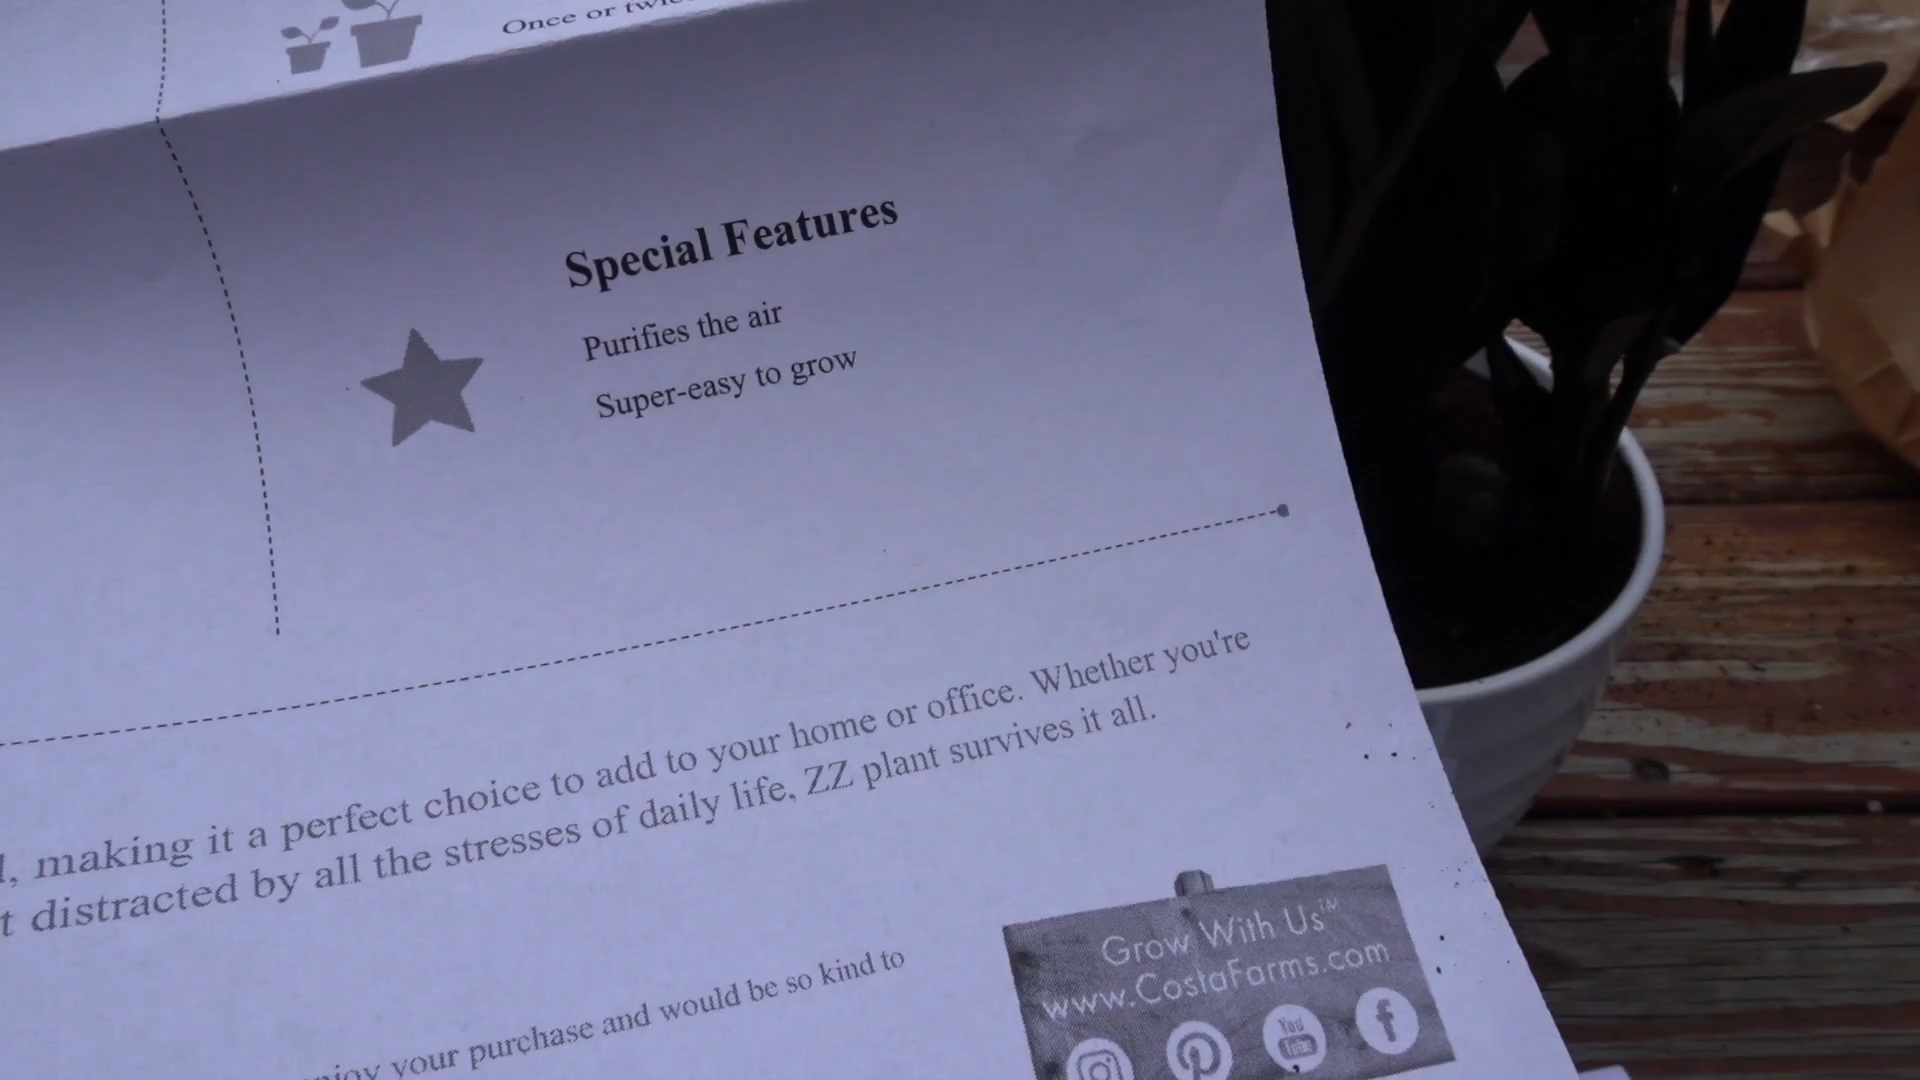 Once or
Special Features
Purifies the air
Super-easy to grow
making it a perfect choice to add to your home or office. Whether you're
distracted by all the stresses of daily life, ZZ plant survives it all.
your purchase and would be so kind to
Grow With Us™
www.CostaFarms.com
You
Tube